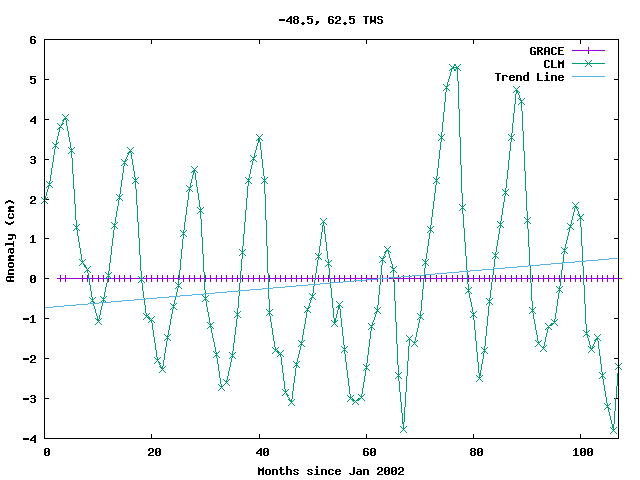 -48.5, 62.5 TWS
GRACE
CLM
Trend Line
6
5
4
3
2
1
0
-1
-2
-3
-4
Anomaly (cm)
0 20 40 60 80 100
Months since Jan 2002